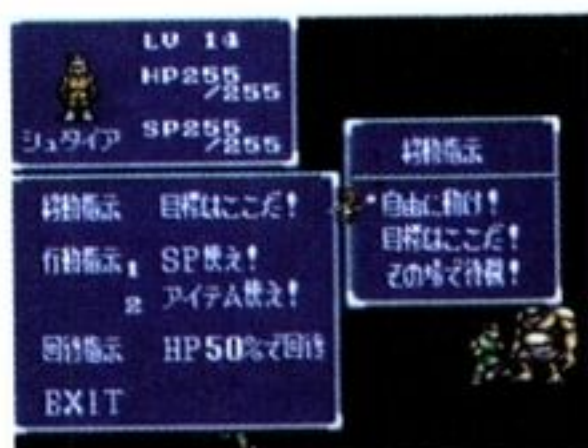 LV 14
HP255
/255
SP255
/255
シュタイア
移動指示 目標はここだ!
行動指示1 SP使え!
2 アイテム使え!
回復指示 HP50%で回復
EXIT
移動指示
自由に動け!
目標はここだ!
その場で待機!